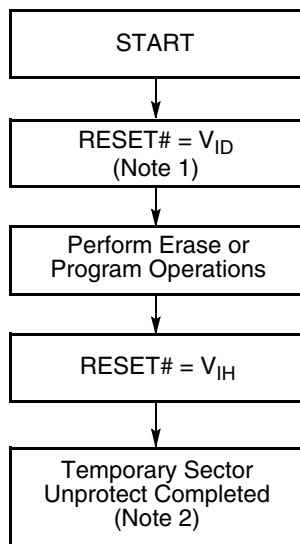 START
RESET# = VID
(Note 1)
Perform Erase or
Program Operations
RESET# = VIH
Temporary Sector
Unprotect Completed
(Note 2)